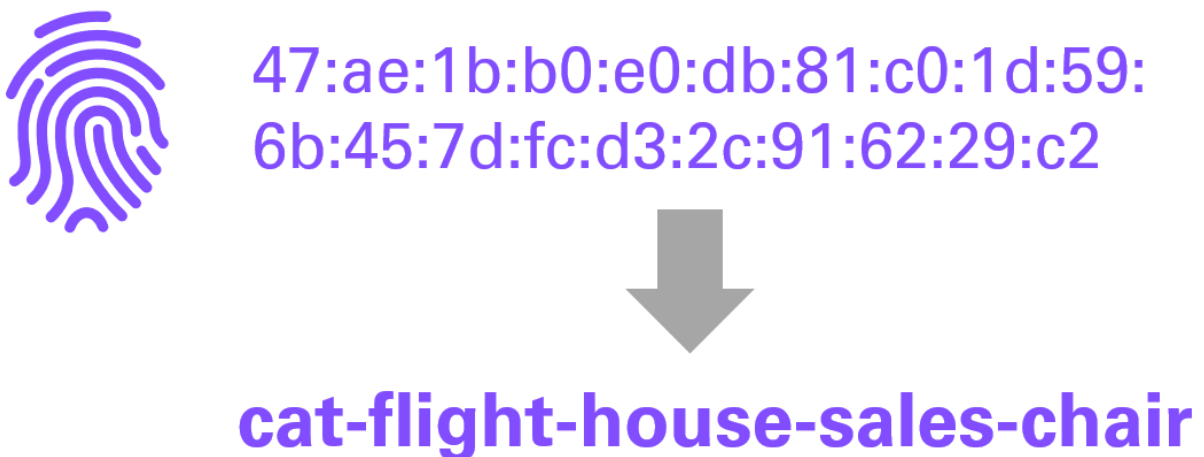 47:ae:1b:b0:e0:db:81:c0:1d:59:
6b:45:7d:fc:d3:2c:91:62:29:c2
cat-flight-house-sales-chair